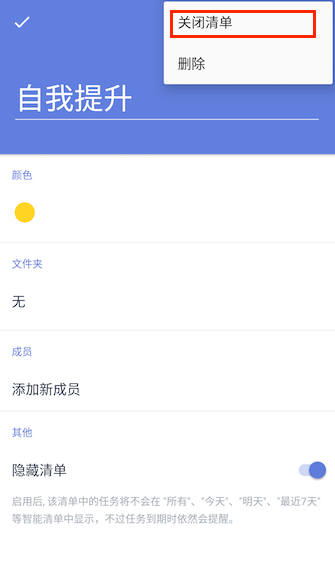 关闭清单
删除
自我提升
颜色
文件夹
无
成员
添加新成员
其他
隐藏清单
启用后, 该清单中的任务将不会在 "所有"、"今天"、"明天"、"最近7天"
等智能清单中显示，不过任务到期时依然会提醒。